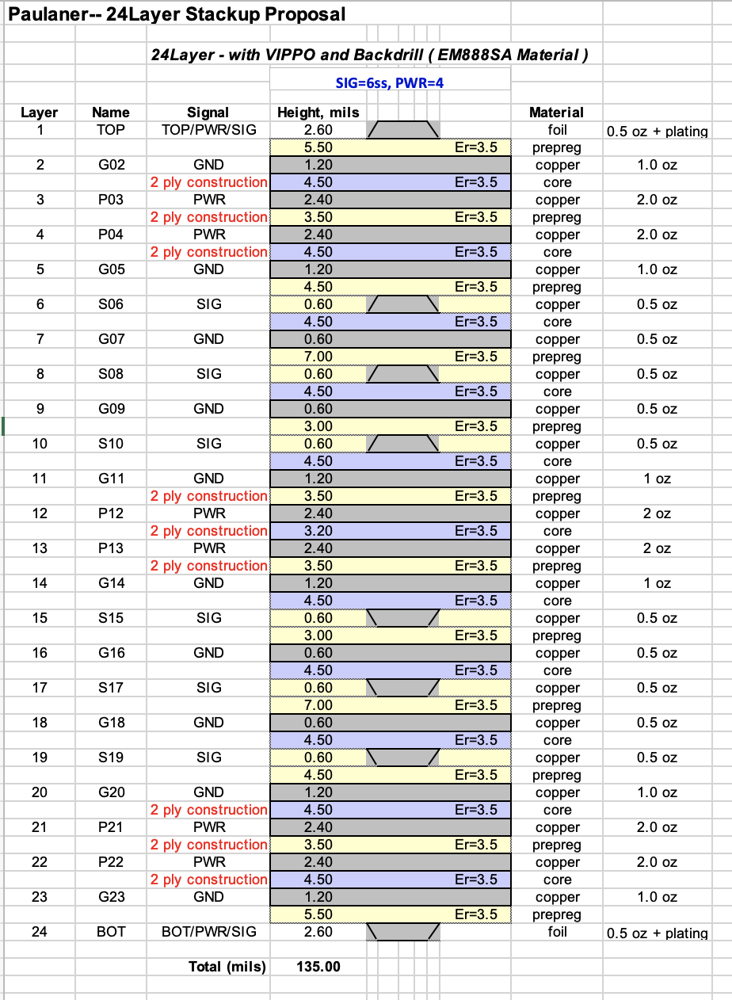 Paulaner-- 24Layer Stackup Proposal
24Layer - with VIPPO and Backdrill ( EM888SA Material )
SIG=6ss, PWR=4
Layer Name Signal Height, mils Material
1 TOP TOP/PWR/SIG 2.60 foil 0.5 oz + plating
5.50 Er=3.5 prepreg
2 G02 GND 1.20 copper 1.0 oz
2 ply construction 4.50 Er=3.5 core
3 P03 PWR 2.40 copper 2.0 oz
2 ply construction 3.50 Er=3.5 prepreg
4 P04 PWR 2.40 copper 2.0 oz
2 ply construction 4.50 Er=3.5 core
5 G05 GND 1.20 copper 1.0 oz
4.50 Er=3.5 prepreg
6 S06 SIG 0.60 copper 0.5 oz
4.50 Er=3.5 core
7 G07 GND 0.60 copper 0.5 oz
7.00 Er=3.5 prepreg
8 S08 SIG 0.60 copper 0.5 oz
4.50 Er=3.5 core
9 G09 GND 0.60 copper 0.5 oz
3.00 Er=3.5 prepreg
10 S10 SIG 0.60 copper 0.5 oz
4.50 Er=3.5 core
11 G11 GND 1.20 copper 1 oz
2 ply construction 3.50 Er=3.5 prepreg
12 P12 PWR 2.40 copper 2 oz
2 ply construction 3.20 Er=3.5 core
13 P13 PWR 2.40 copper 2 oz
2 ply construction 3.50 Er=3.5 prepreg
14 G14 GND 1.20 copper 1 oz
4.50 Er=3.5 core
15 S15 SIG 0.60 copper 0.5 oz
3.00 Er=3.5 prepreg
16 G16 GND 0.60 copper 0.5 oz
4.50 Er=3.5 core
17 S17 SIG 0.60 copper 0.5 oz
7.00 Er=3.5 prepreg
18 G18 GND 0.60 copper 0.5 oz
4.50 Er=3.5 core
19 S19 SIG 0.60 copper 0.5 oz
4.50 Er=3.5 prepreg
20 G20 GND 1.20 copper 1.0 oz
2 ply construction 4.50 Er=3.5 core
21 P21 PWR 2.40 copper 2.0 oz
2 ply construction 3.50 Er=3.5 prepreg
22 P22 PWR 2.40 copper 2.0 oz
2 ply construction 4.50 Er=3.5 core
23 G23 GND 1.20 copper 1.0 oz
5.50 Er=3.5 prepreg
24 BOT BOT/PWR/SIG 2.60 foil 0.5 oz + plating
Total (mils) 135.00